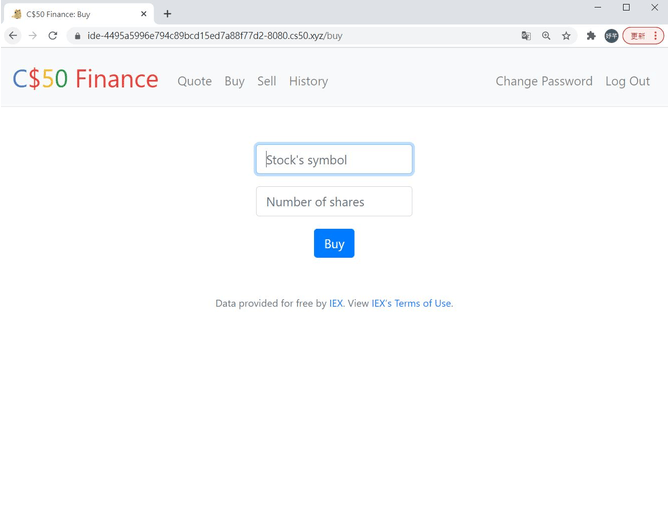 C$50 Finance: Buy
ide-4495a5996e794c89bcd15ed7a88f77d2-8080.cs50.xyz/buy
更新
C$50 Finance Quote Buy Sell History Change Password Log Out
Stock's symbol
Number of shares
Buy
Data provided for free by IEX. View IEX's Terms of Use.